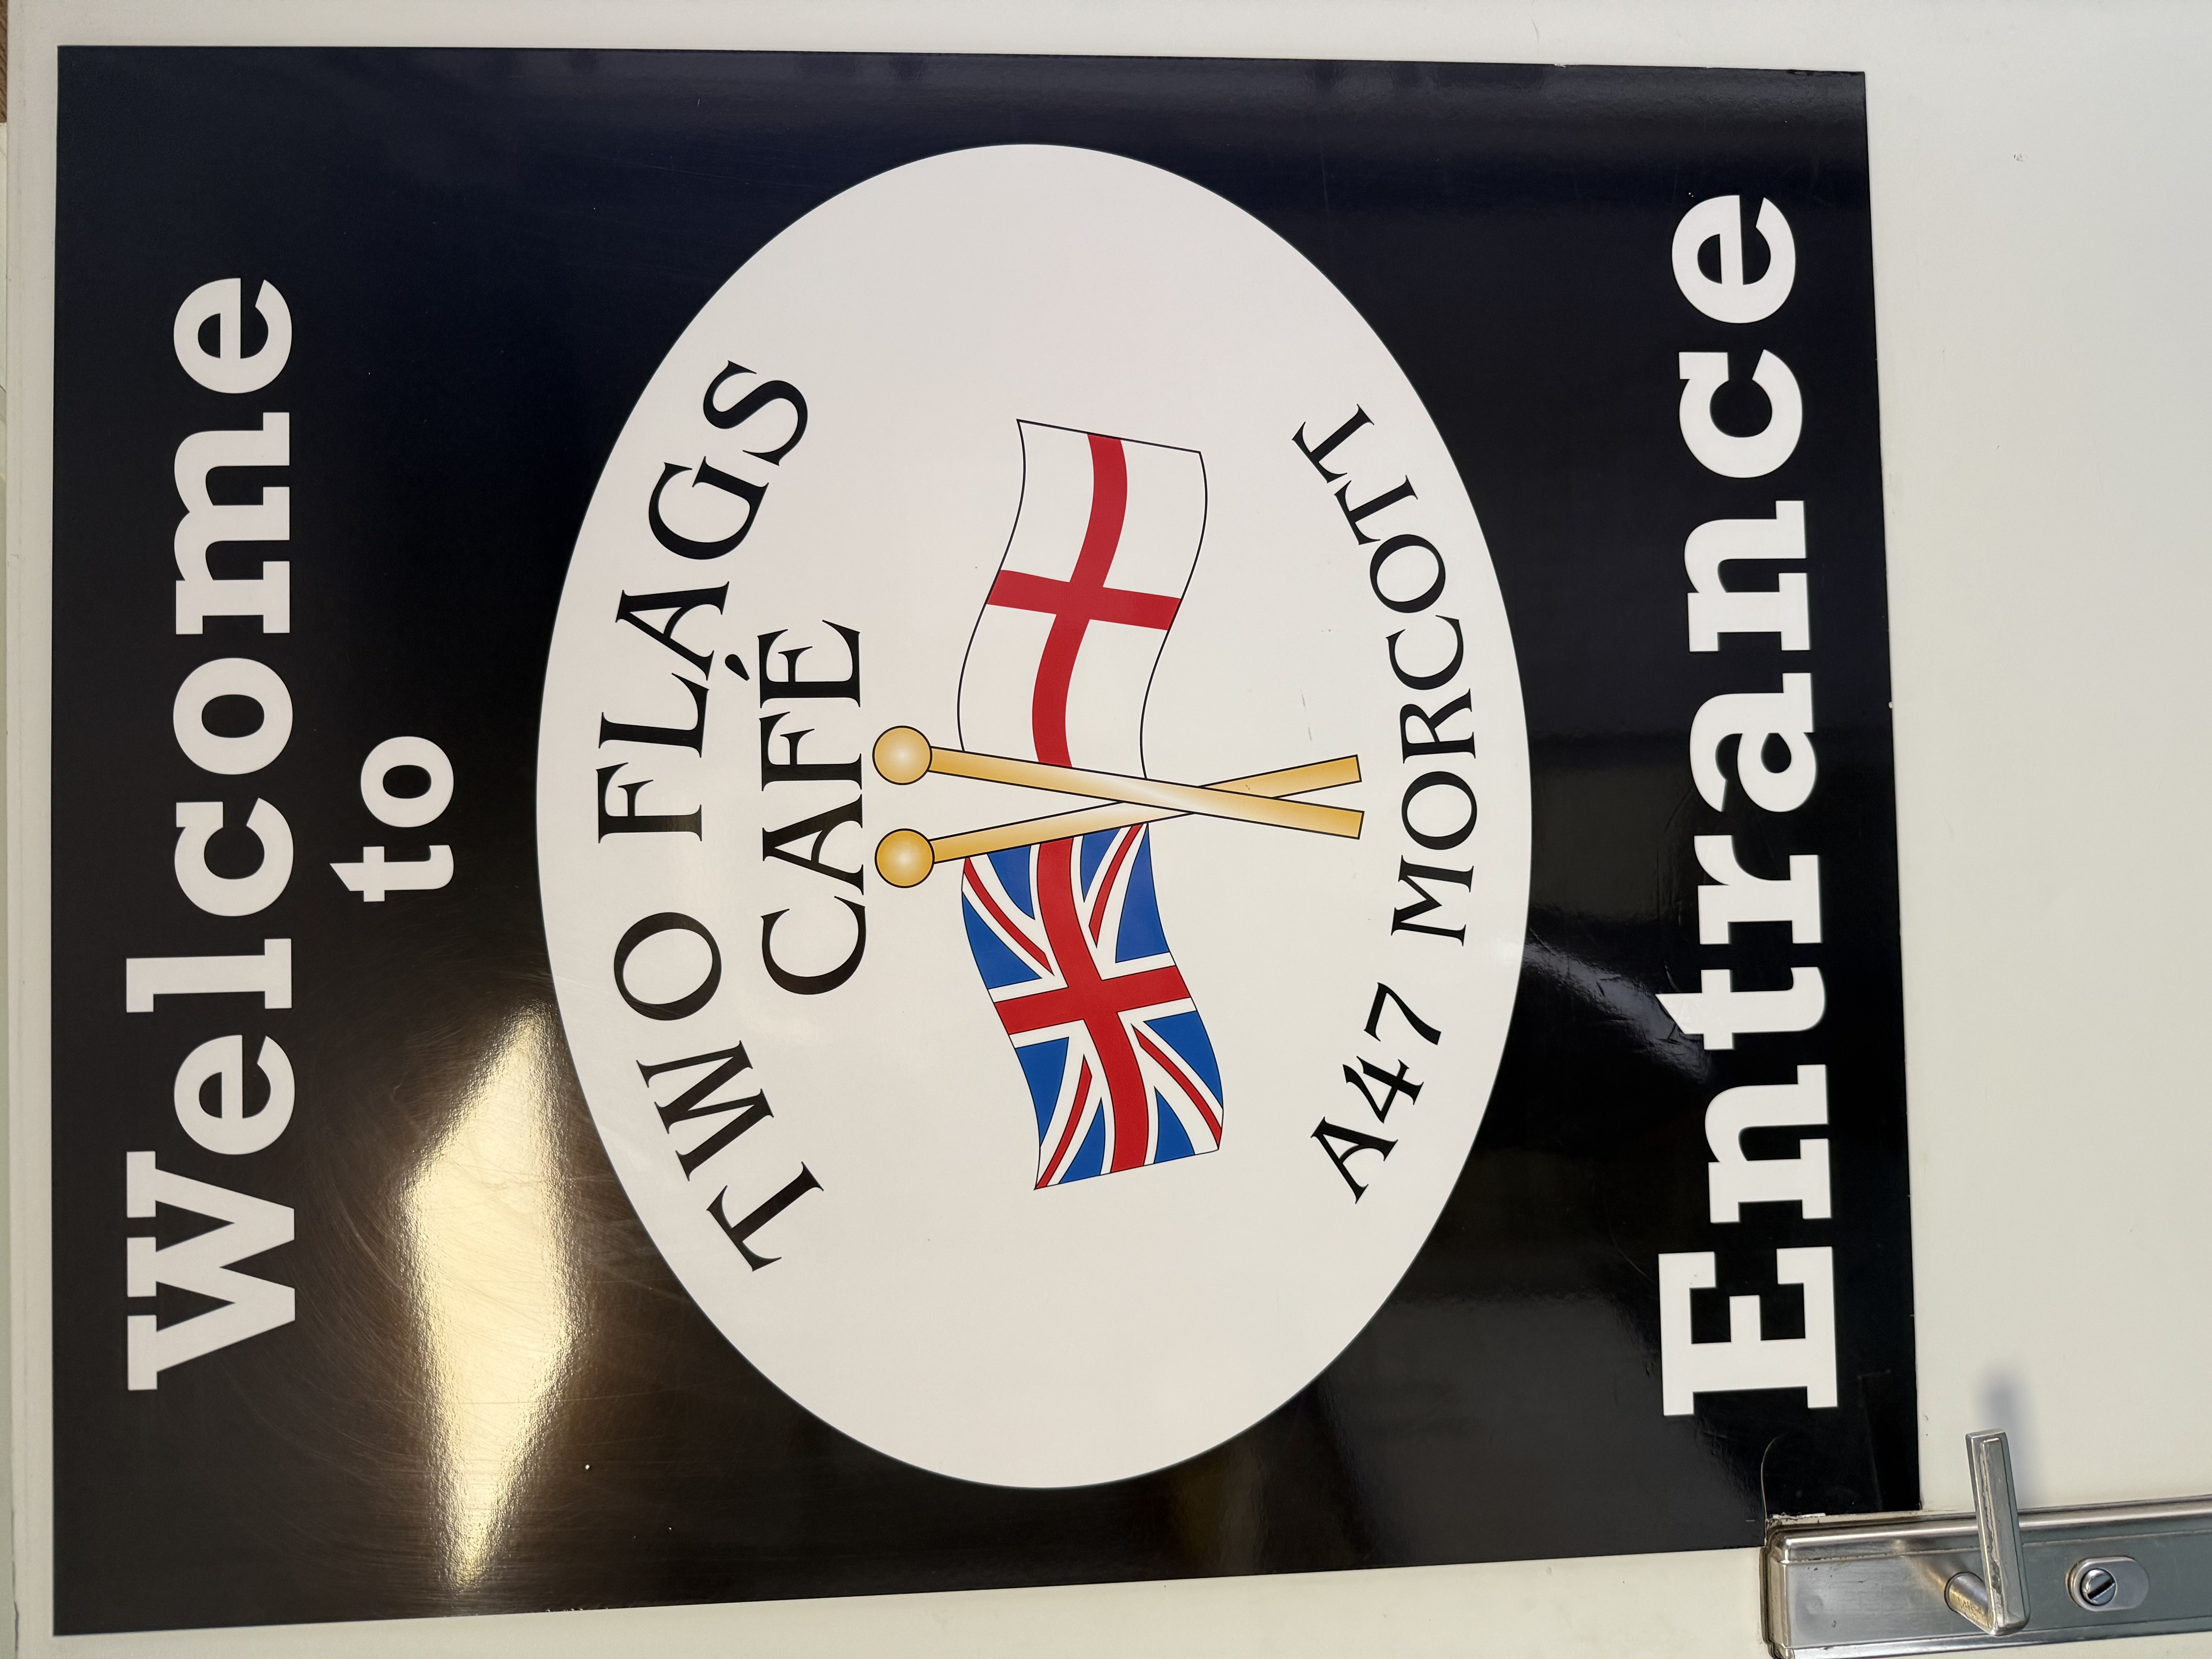 Welcome
to
TWO FLAGS
CAFÉ
A47 MORCOTT
Entrance